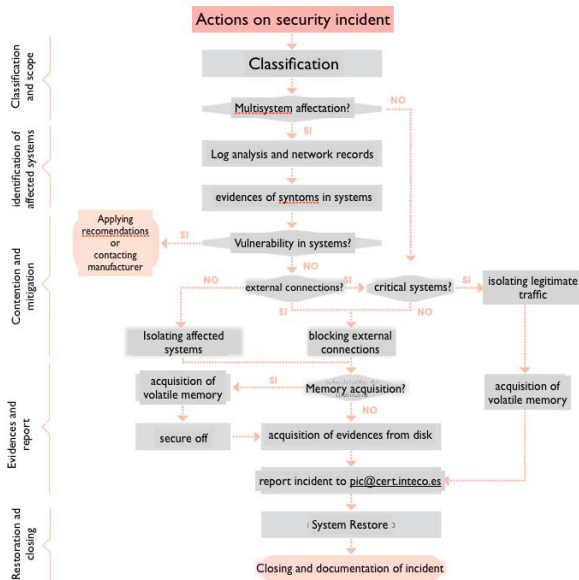 Actions on security incident
Classification
and scope
Classification
Multisystem affectation?
NO
SI
identification of
affected systems
Log analysis and network records
evidences of syntoms in systems
Contention and
mitigation
Applying
recomendations
or
contacting
manufacturer
SI
Vulnerability in systems?
NO
NO
external connections?
SI
critical systems?
SI
isolating legitimate
traffic
SI
NO
Isolating affected
systems
blocking external
connections
Evidences and
report
acquisition of
volatile memory
SI
Memory acquisition?
NO
acquisition of
volatile memory
secure off
acquisition of evidences from disk
report incident to pic@cert.inteco.es
Restoration ad
closing
System Restore
Closing and documentation of incident